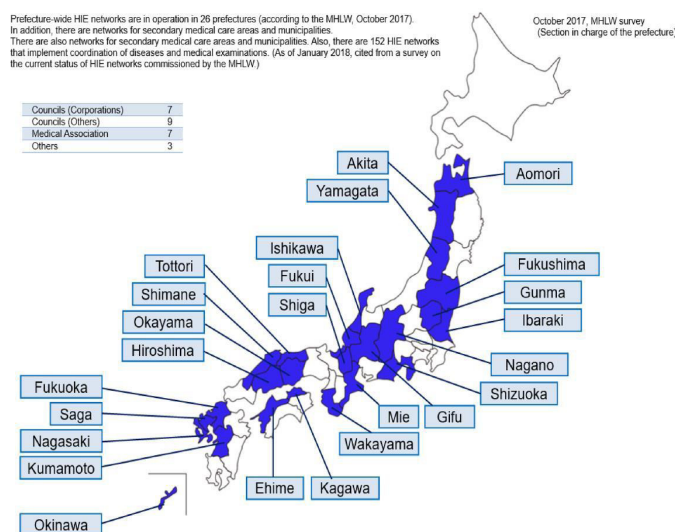 Prefecture-wide HIE networks are in operation in 26 prefectures (according to the MHLW, October 2017).
In addition, there are networks for secondary medical care areas and municipalities.
There are also networks for secondary medical care areas and municipalities. Also, there are 152 HIE networks
that implement coordination of diseases and medical examinations. (As of January 2018, cited from a survey on
the current status of HIE networks commissioned by the MHLW.)
October 2017, MHLW survey
(Section in charge of the prefecture)
Councils (Corporations) 7
Councils (Others) 9
Medical Association 7
Others 3
Akita
Aomori
Yamagata
Ishikawa
Tottori
Fukui
Fukushima
Shimane
Gunma
Shiga
Okayama
Ibaraki
Hiroshima
Nagano
Fukuoka
Shizuoka
Saga
Mie
Gifu
Nagasaki
Wakayama
Kumamoto
Ehime
Kagawa
Okinawa